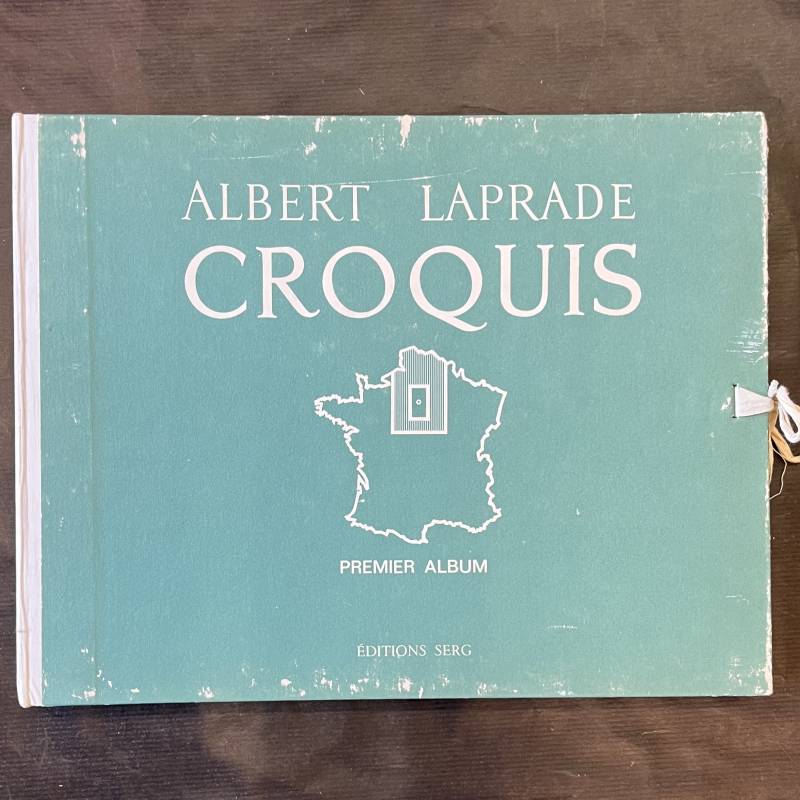 ALBERT LAPRADE
CROQUIS
PREMIER ALBUM
ÉDITIONS SERG